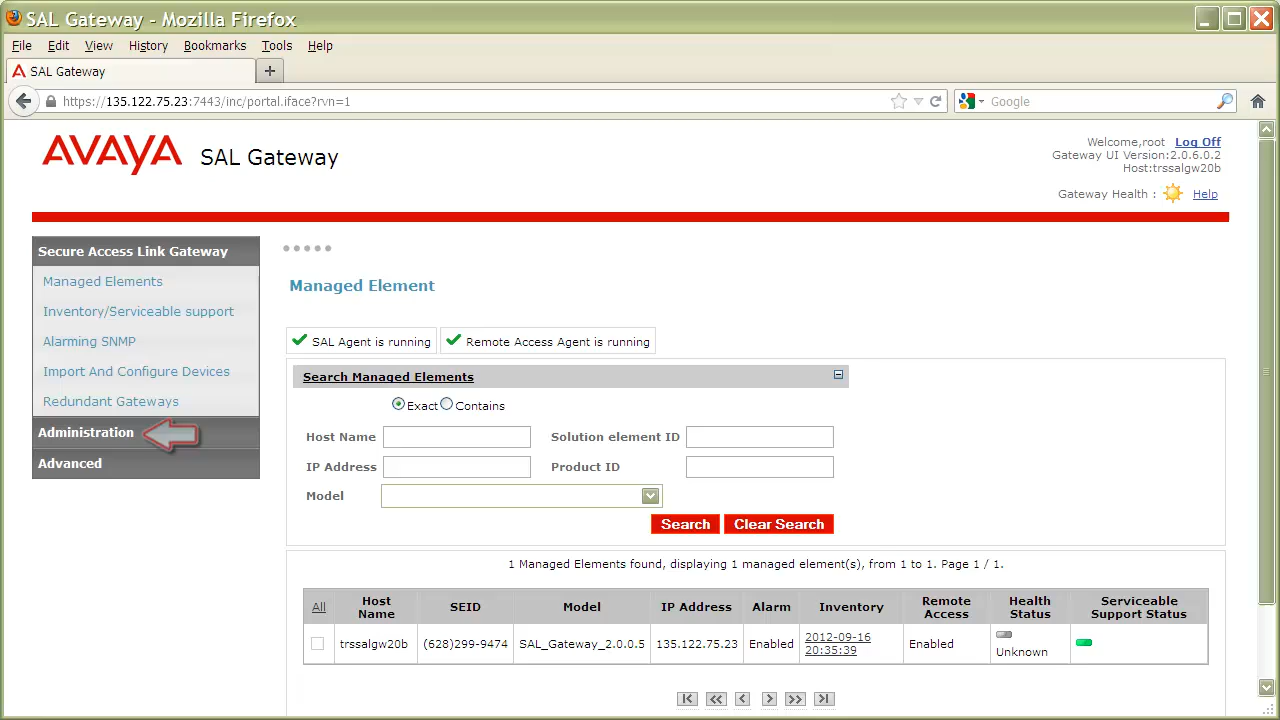 SAL Gateway - Mozilla Firefox
File Edit View History Bookmarks Tools Help
SAL Gateway
https://135.122.75.23:7443/inc/portal.iface?rvn=1
Google
AVAYA SAL Gateway
Welcome,root Log Off
Gateway UI Version:2.0.6.0.2
Host:trssalgw20b
Gateway Health : Help
Secure Access Link Gateway
Managed Elements
Inventory/Serviceable support
Alarming SNMP
Import And Configure Devices
Redundant Gateways
Administration
Advanced
Managed Element
SAL Agent is running Remote Access Agent is running
Search Managed Elements
Exact Contains
Host Name Solution element ID
IP Address Product ID
Model
Search Clear Search
1 Managed Elements found, displaying 1 managed element(s), from 1 to 1. Page 1 / 1.
All Host Name SEID Model IP Address Alarm Inventory Remote Access Health Status Serviceable Support Status
trssalgw20b (628)299-9474 SAL_Gateway_2.0.0.5 135.122.75.23 Enabled 2012-09-16 20:35:39 Enabled Unknown